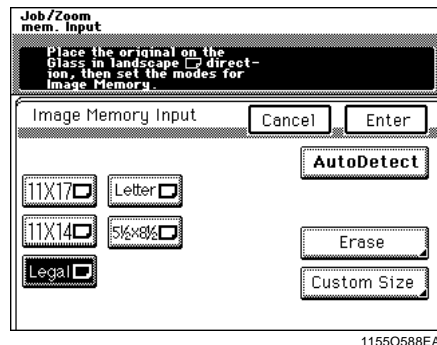 Job/Zoom
mem. Input
Place the original on the
Glass in landscape direct-
ion, then set the modes for
Image Memory.
Image Memory Input
Cancel
Enter
AutoDetect
11X17
Letter
11X14
5½x8½
Erase
Legal
Custom Size
1155O588EA